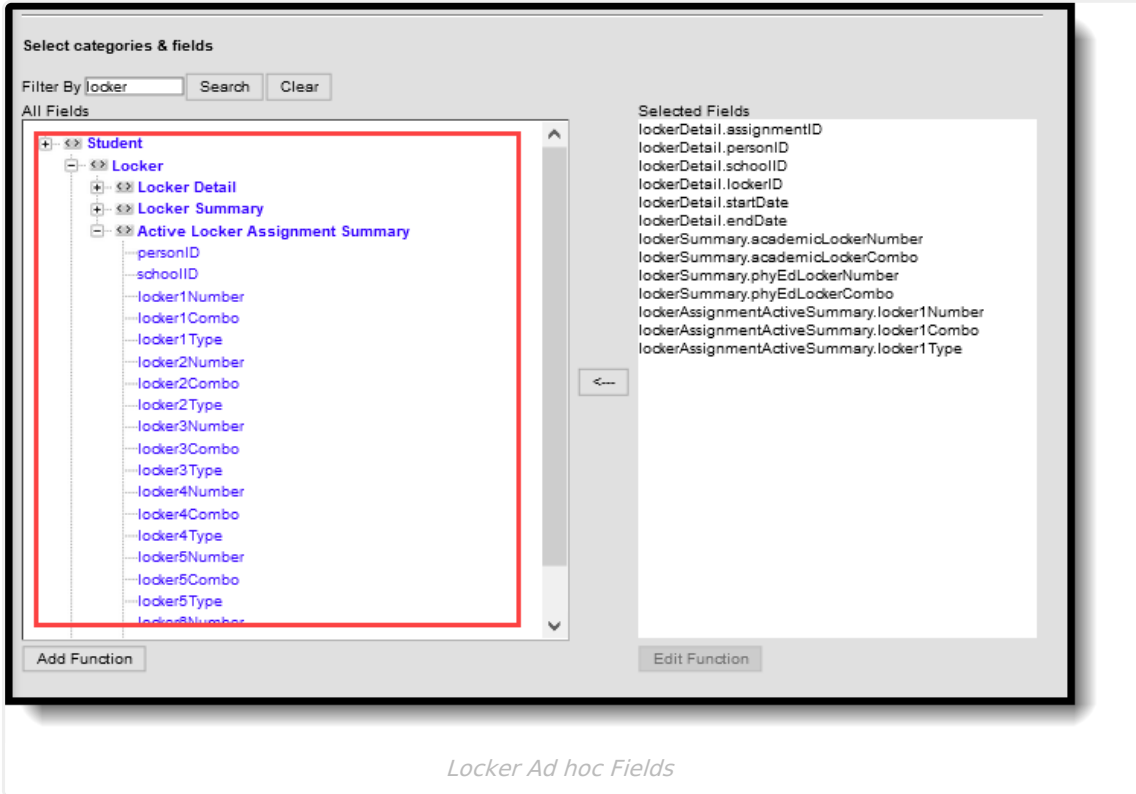 Select categories & fields
Filter By locker Search Clear
All Fields
Student
Locker
Locker Detail
Locker Summary
Active Locker Assignment Summary
personID
schoolID
locker1Number
locker1Combo
locker1Type
locker2Number
locker2Combo
locker2Type
locker3Number
locker3Combo
locker3Type
locker4Number
locker4Combo
locker4Type
locker5Number
locker5Combo
locker5Type
locker6Number
Add Function
<---
Selected Fields
lockerDetail.assignmentID
lockerDetail.personID
lockerDetail.schoolID
lockerDetail.lockerID
lockerDetail.startDate
lockerDetail.endDate
lockerSummary.academicLockerNumber
lockerSummary.academicLockerCombo
lockerSummary.phyEdLockerNumber
lockerSummary.phyEdLockerCombo
lockerAssignmentActiveSummary.locker1Number
lockerAssignmentActiveSummary.locker1Combo
lockerAssignmentActiveSummary.locker1Type
Edit Function
Locker Ad hoc Fields